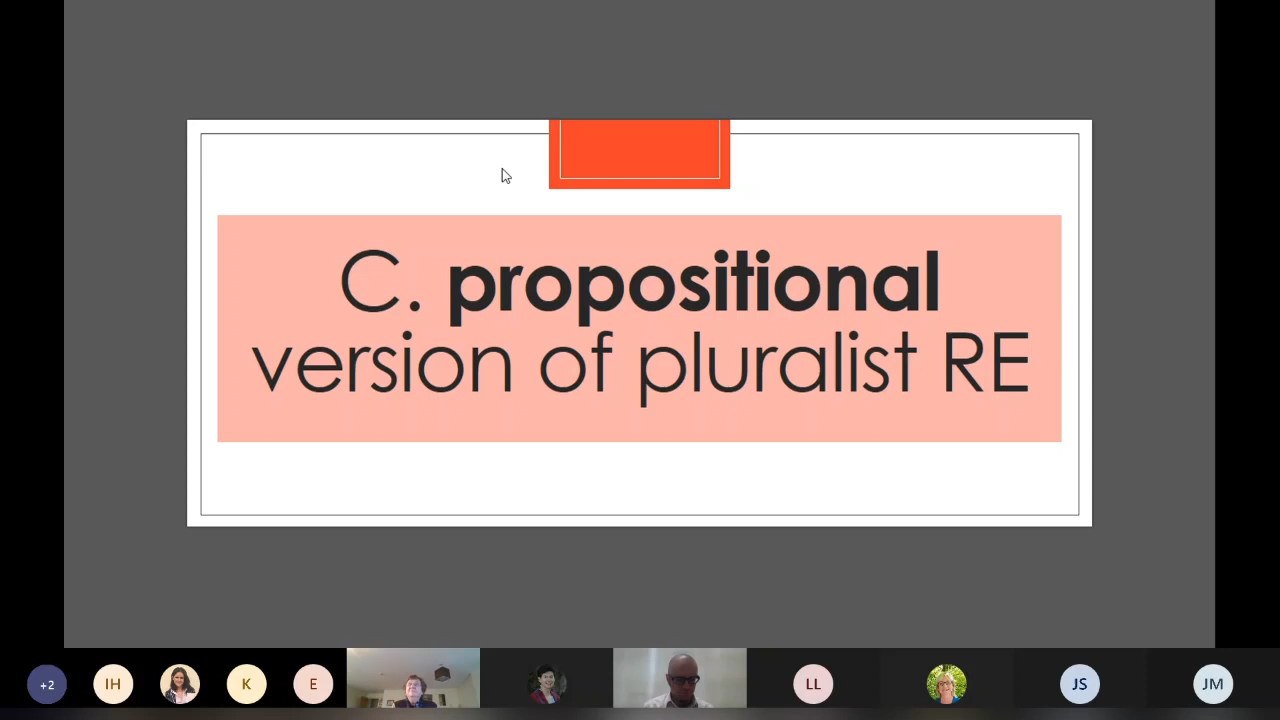 C. propositional
version of pluralist RE
+2
IH
K
E
LL
JS
JM